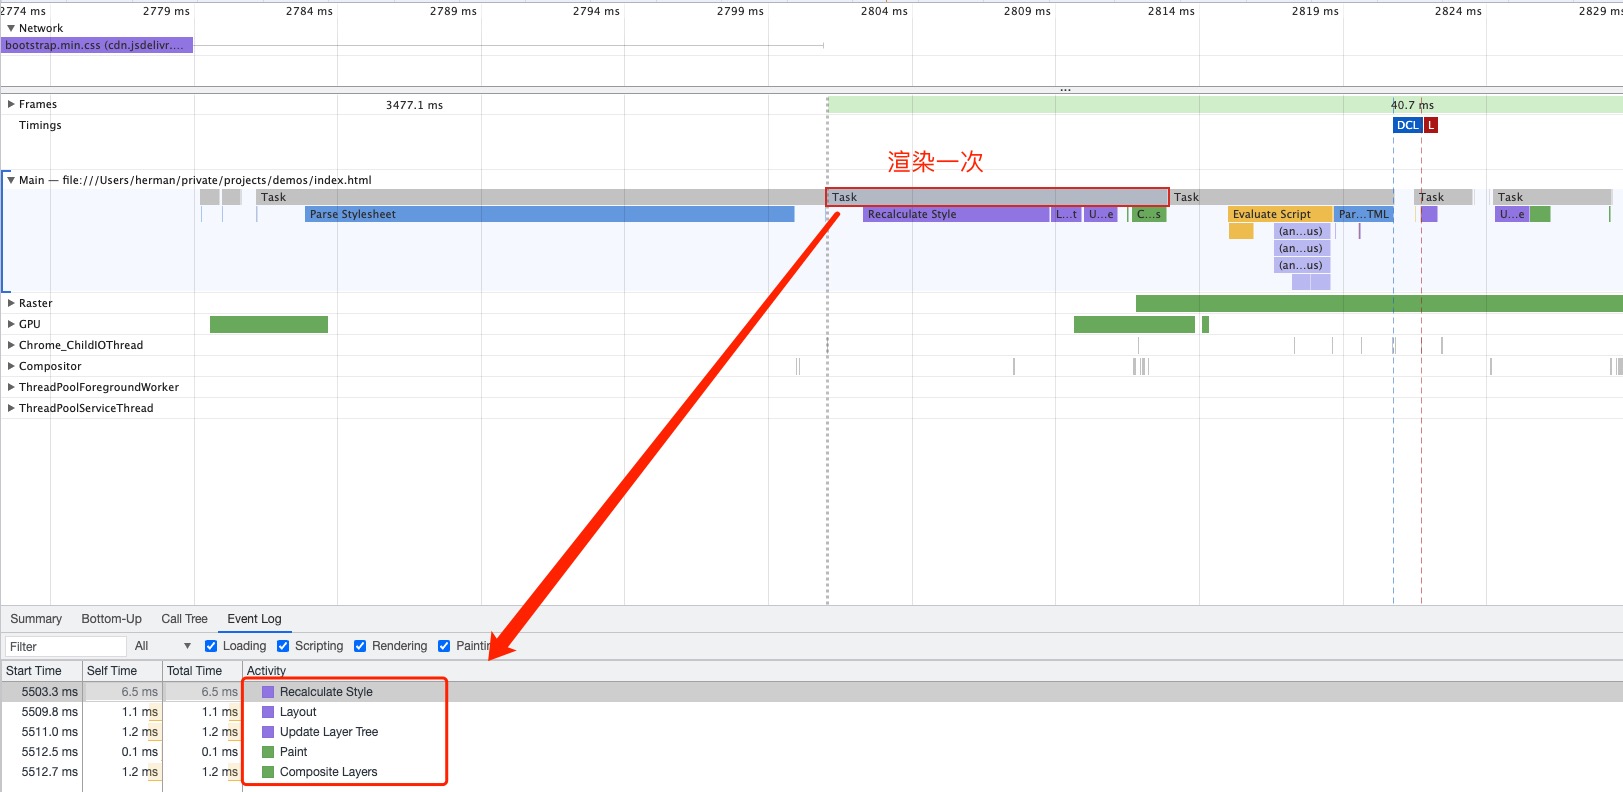 2774 ms 2779 ms 2784 ms 2789 ms 2794 ms 2799 ms 2804 ms 2809 ms 2814 ms 2819 ms 2824 ms 2829 ms
Network
bootstrap.min.css (cdn.jsdelivr....
...
Frames 3477.1 ms 40.7 ms
Timings DCL L
渲染一次
Main — file:///Users/herman/private/projects/demos/index.html
Task Task Task Task Task
Parse Stylesheet Recalculate Style L...t U...e C...s Evaluate Script Par...TML U...e
(an...us)
(an...us)
(an...us)
Raster
GPU
Chrome_ChildIOThread
Compositor
ThreadPoolForegroundWorker
ThreadPoolServiceThread
Summary Bottom-Up Call Tree Event Log
Filter All Loading Scripting Rendering Paintin
Start Time Self Time Total Time Activity
5503.3 ms 6.5 ms 6.5 ms Recalculate Style
5509.8 ms 1.1 ms 1.1 ms Layout
5511.0 ms 1.2 ms 1.2 ms Update Layer Tree
5512.5 ms 0.1 ms 0.1 ms Paint
5512.7 ms 1.2 ms 1.2 ms Composite Layers